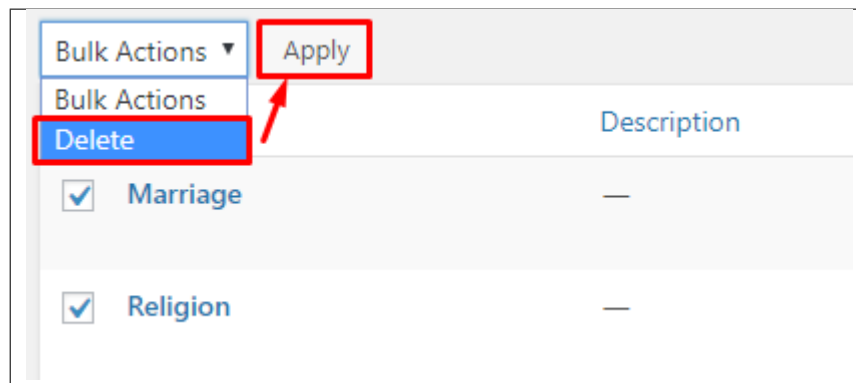 Bulk Actions ▼ Apply
Bulk Actions
Delete
Description
Marriage —
Religion —